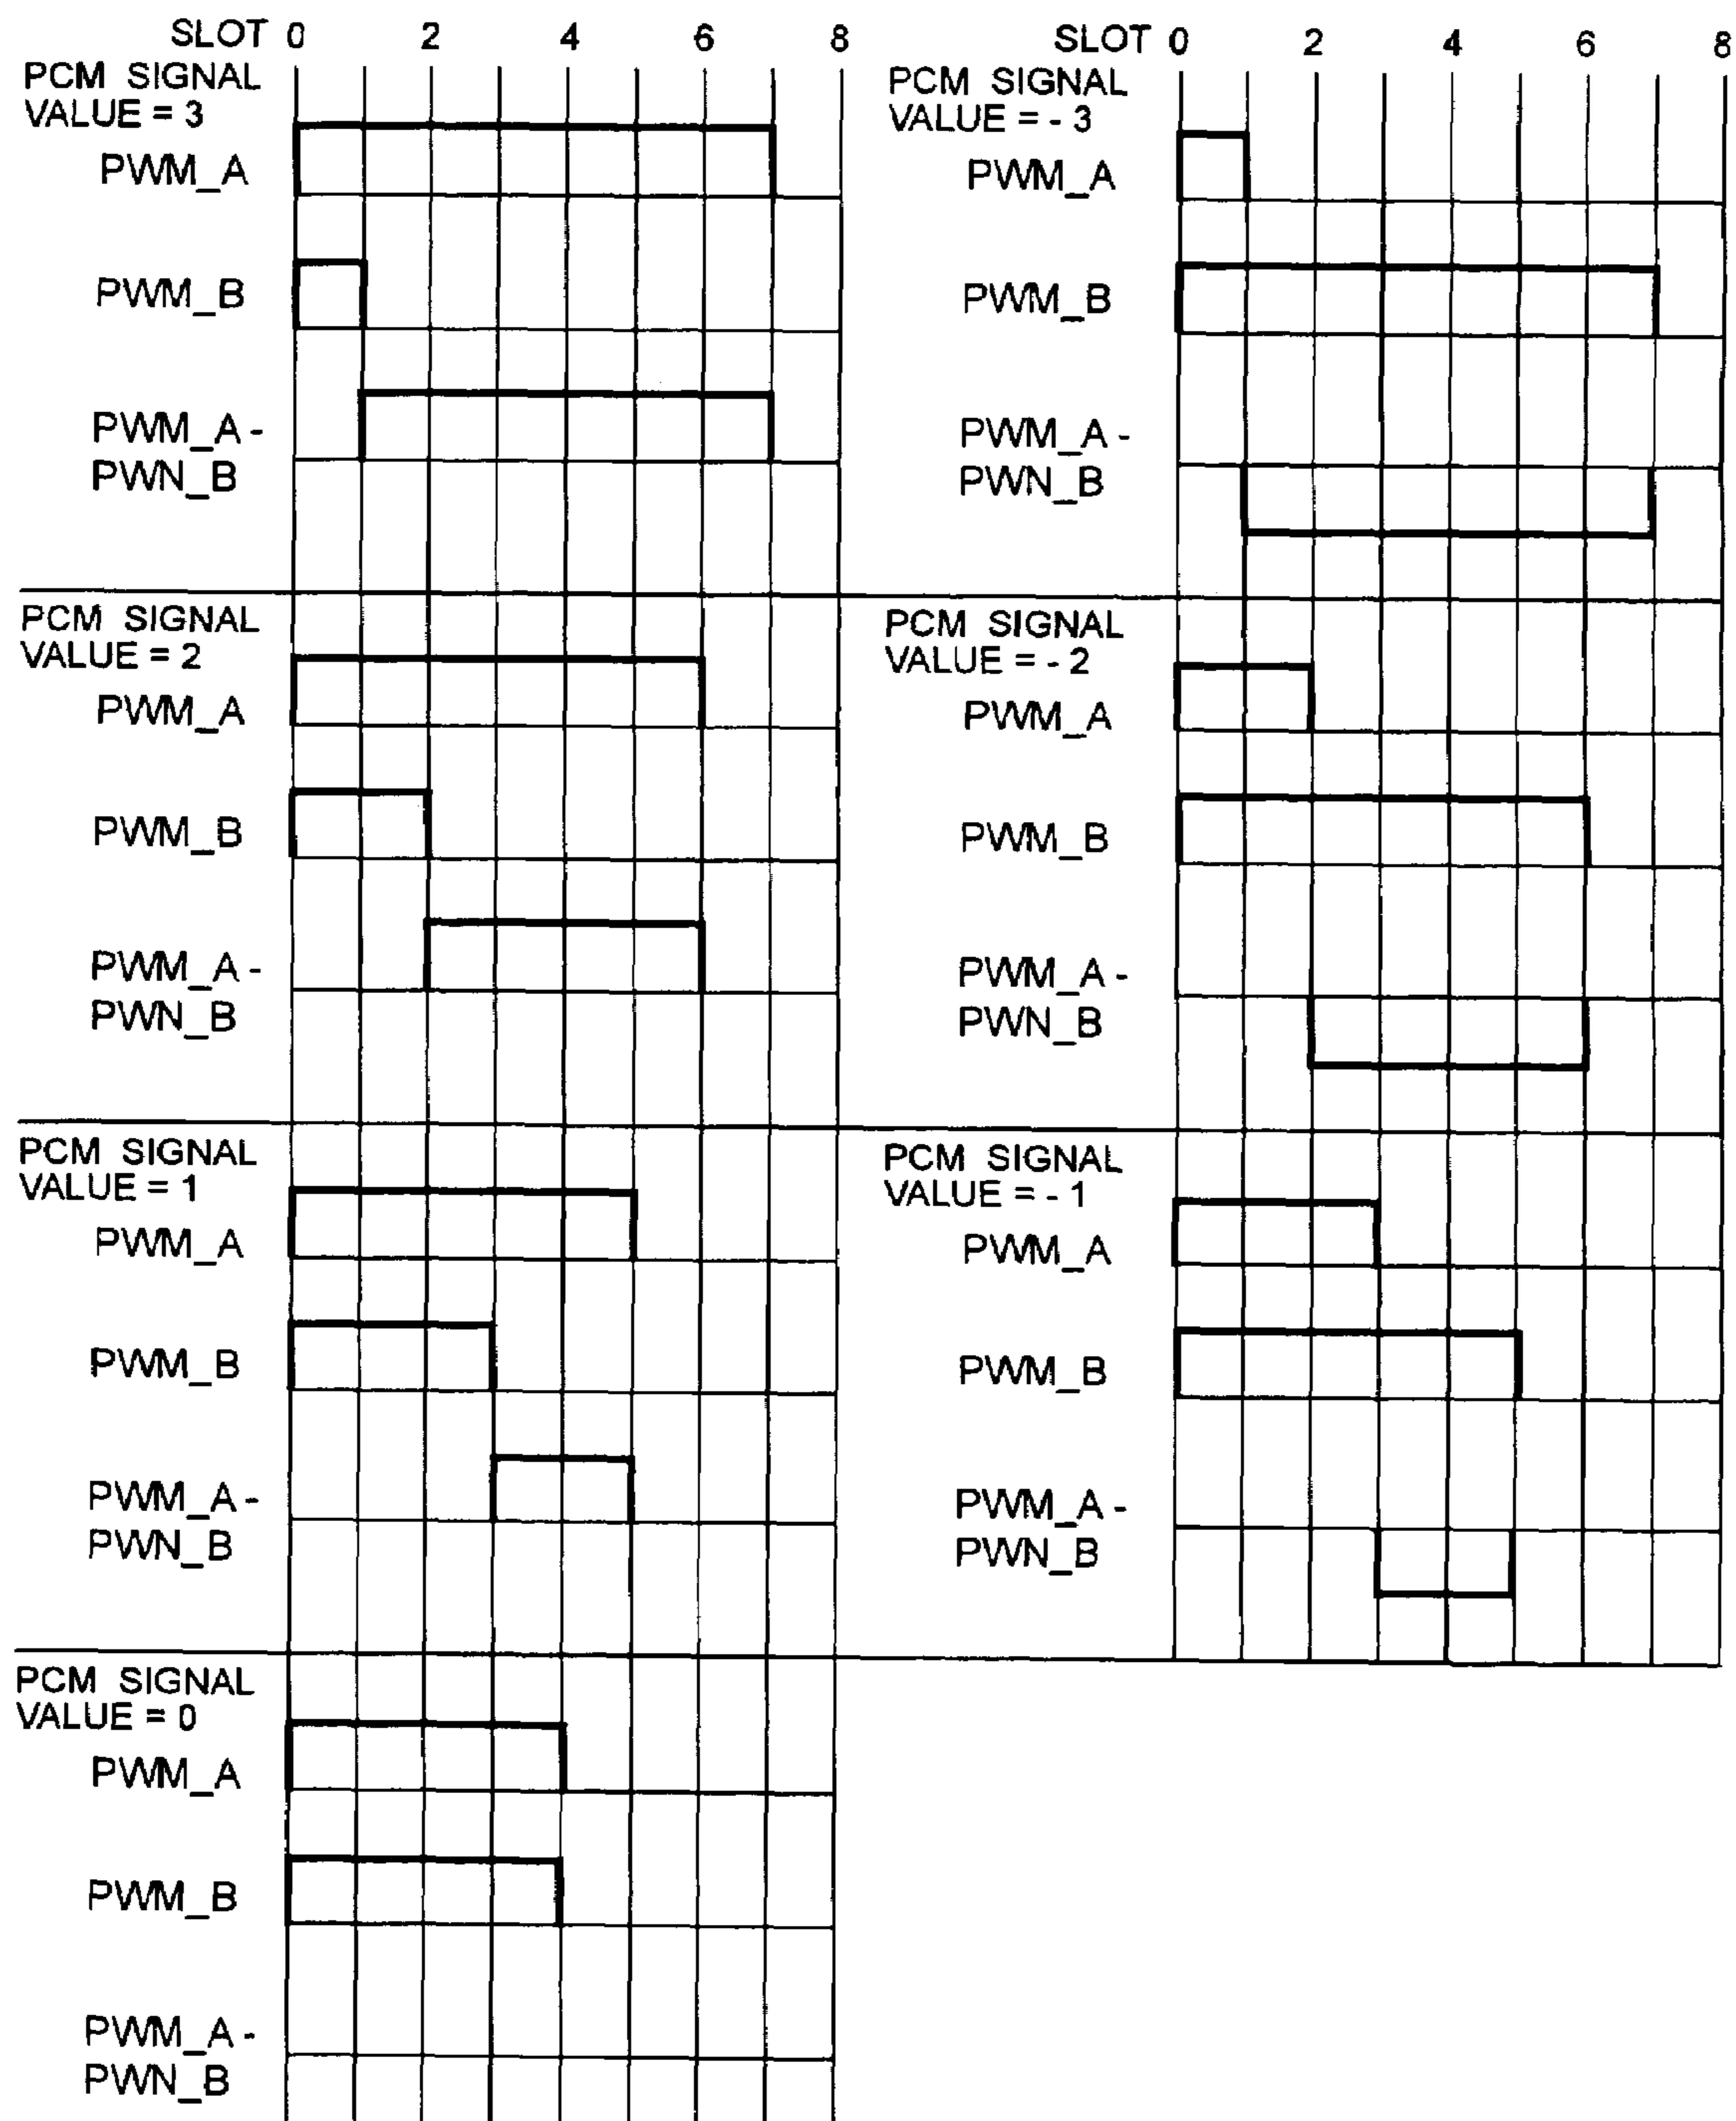 SLOT 0 2 4 6 8
PCM SIGNAL
VALUE = 3
PWM_A
PWM_B
PWM_A -
PWN_B
PCM SIGNAL
VALUE = 2
PWM_A
PWM_B
PWM_A -
PWN_B
PCM SIGNAL
VALUE = 1
PWM_A
PWM_B
PWM_A -
PWN_B
PCM SIGNAL
VALUE = 0
PWM_A
PWM_B
PWM_A -
PWN_B
SLOT 0 2 4 6 8
PCM SIGNAL
VALUE = - 3
PWM_A
PWM_B
PWM_A -
PWN_B
PCM SIGNAL
VALUE = - 2
PWM_A
PWM_B
PWM_A -
PWN_B
PCM SIGNAL
VALUE = - 1
PWM_A
PWM_B
PWM_A -
PWN_B